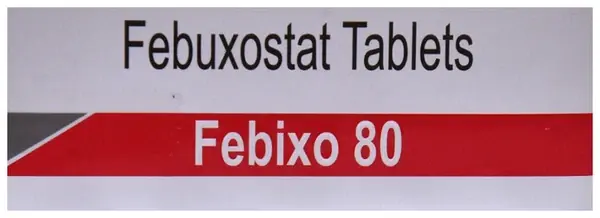 Febuxostat Tablets
Febixo 80